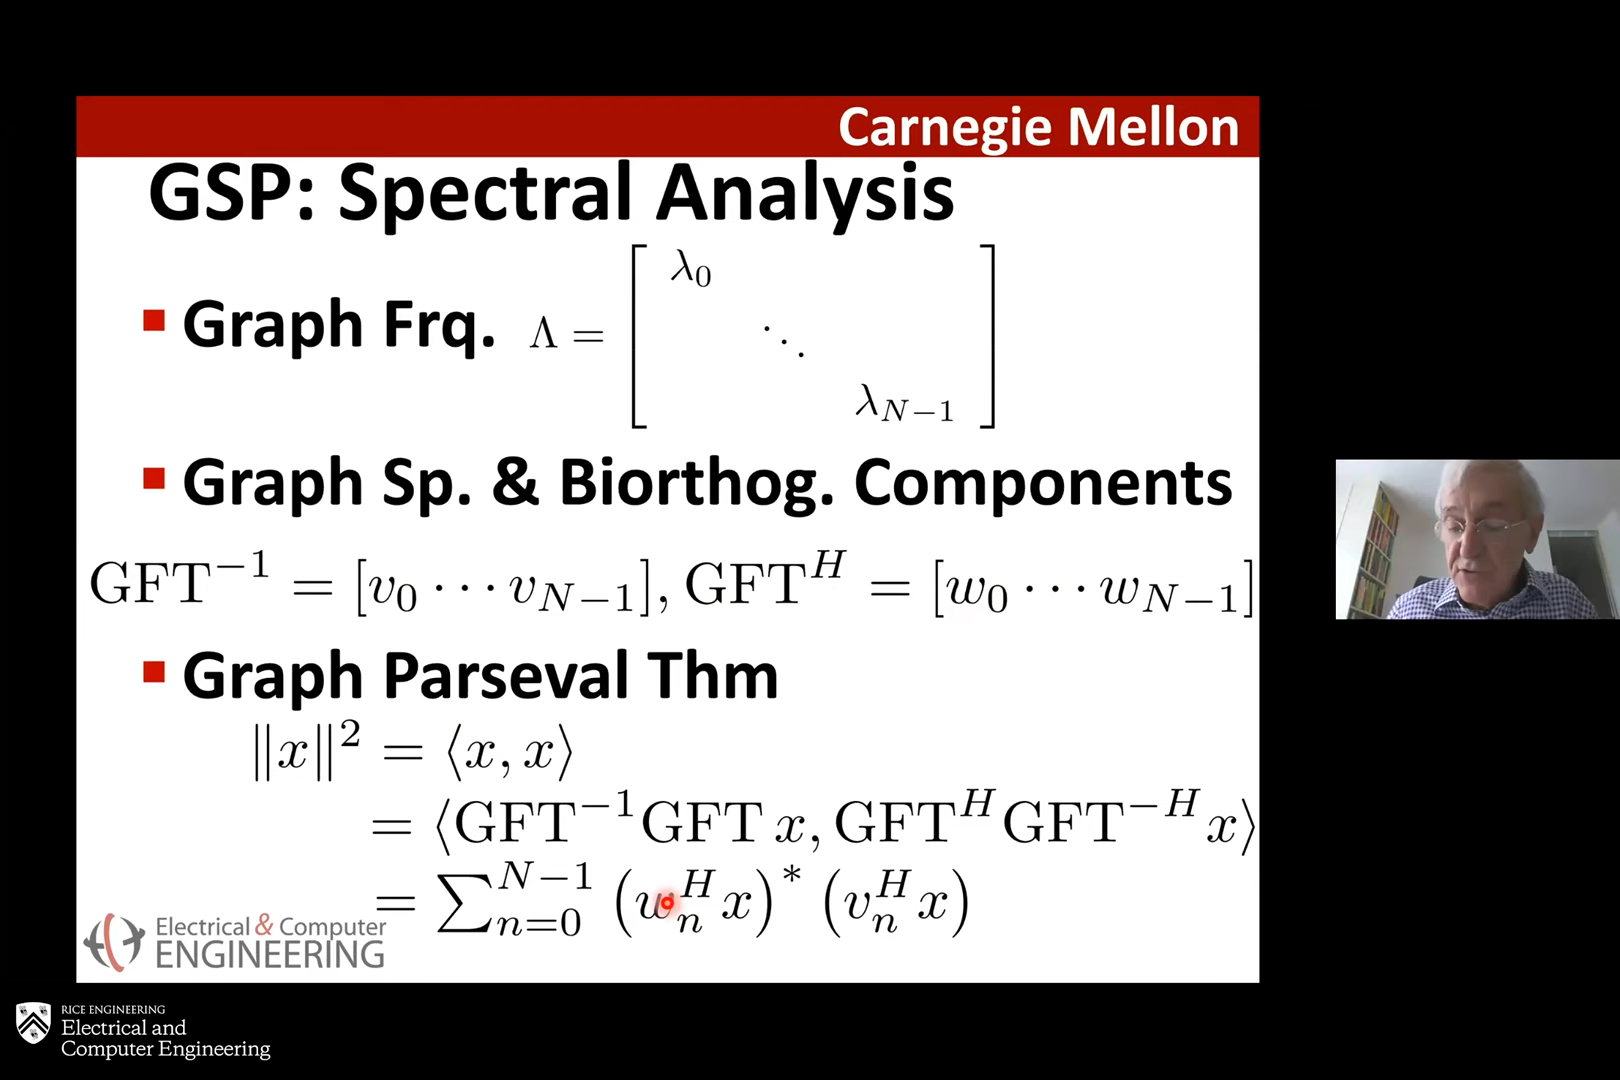 Carnegie Mellon
GSP: Spectral Analysis
▪ Graph Frq. Λ = [ λ₀ ⋱ λ_{N−1} ]
▪ Graph Sp. & Biorthog. Components
GFT⁻¹ = [v₀ ⋯ v_{N−1}], GFT^H = [w₀ ⋯ w_{N−1}]
▪ Graph Parseval Thm
‖x‖² = ⟨x, x⟩
= ⟨GFT⁻¹GFT x, GFT^H GFT^{−H} x⟩
= ∑_{n=0}^{N−1} (w_n^H x)^* (v_n^H x)
Electrical & Computer
ENGINEERING
RICE ENGINEERING
Electrical and
Computer Engineering